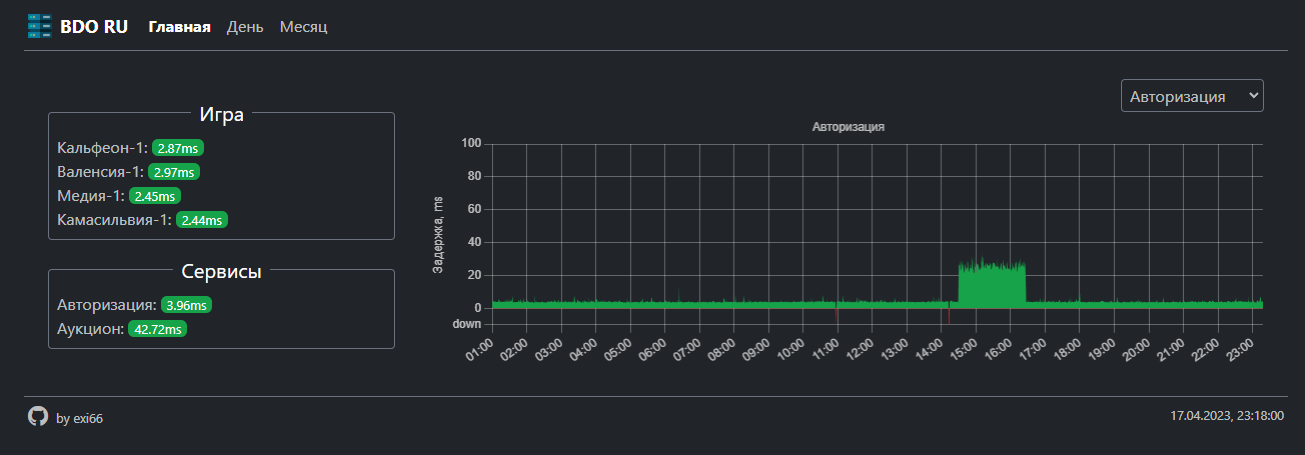 BDO RU Главная День Месяц
Игра
Кальфеон-1: 2.87ms
Валенсия-1: 2.97ms
Медия-1: 2.45ms
Камасильвия-1: 2.44ms
Сервисы
Авторизация: 3.96ms
Аукцион: 42.72ms
Авторизация
Авторизация
Задержка, ms
100
80
60
40
20
0
down
01:00 02:00 03:00 04:00 05:00 06:00 07:00 08:00 09:00 10:00 11:00 12:00 13:00 14:00 15:00 16:00 17:00 18:00 19:00 20:00 21:00 22:00 23:00
by exi66
17.04.2023, 23:18:00